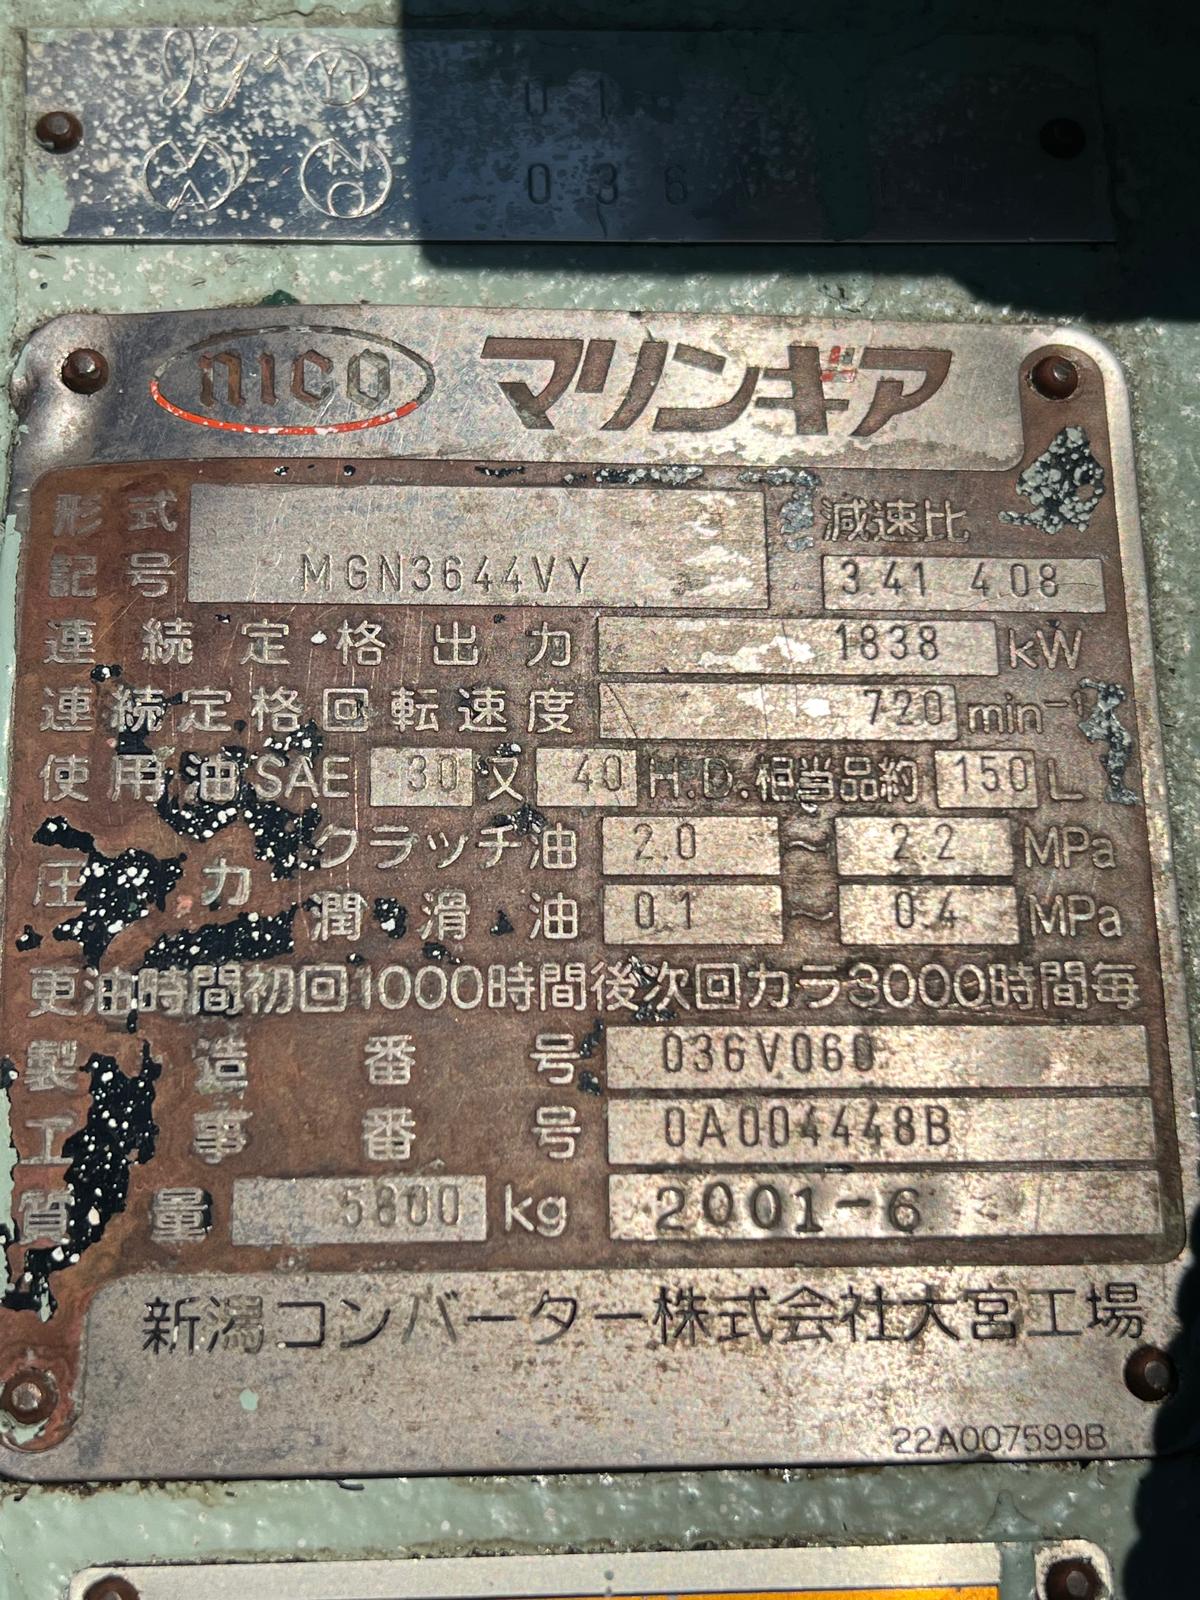 YT
01
NO
036V
nico マリンギア
形式記号 MGN3644VY
減速比
3.41 4.08
連続定格出力 1838 kW
連続定格回転速度 720 min⁻¹
使用油 SAE 30 又 40 H.D.相当品約 150 L
圧力 クラッチ油 2.0 ~ 2.2 MPa
潤滑油 0.1 ~ 0.4 MPa
更油時間初回1000時間後次回カラ3000時間毎
製造番号 036V060
工事番号 0A004448B
質量 5800 kg 2001-6
新潟コンバーター株式会社大宮工場
22A007599B